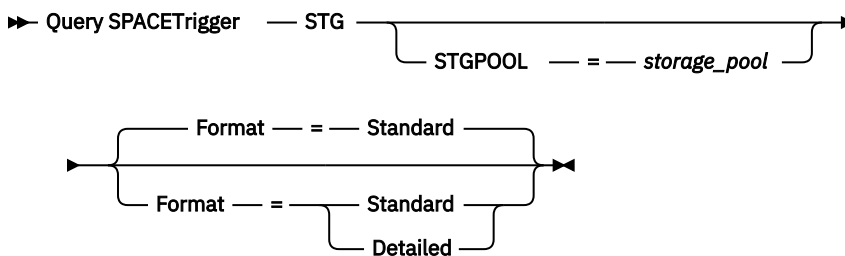 Query SPACETrigger STG
STGPOOL = storage_pool
Format = Standard
Format = Standard
Detailed